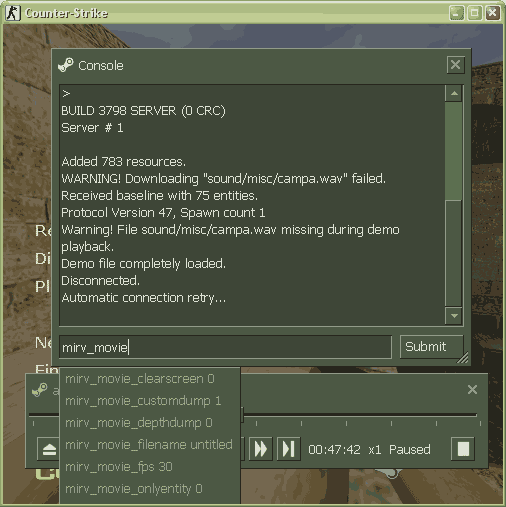 Counter-Strike
Console
>
BUILD 3798 SERVER (0 CRC)
Server # 1
Added 783 resources.
WARNING! Downloading "sound/misc/campa.wav" failed.
Received baseline with 75 entities.
Protocol Version 47, Spawn count 1
Warning! File sound/misc/campa.wav missing during demo
playback.
Demo file completely loaded.
Disconnected.
Automatic connection retry...
mirv_movie
Submit
mirv_movie_clearscreen 0
mirv_movie_customdump 1
mirv_movie_depthdump 0
mirv_movie_filename untitled
mirv_movie_fps 30
mirv_movie_onlyentity 0
00:47:42 x1 Paused